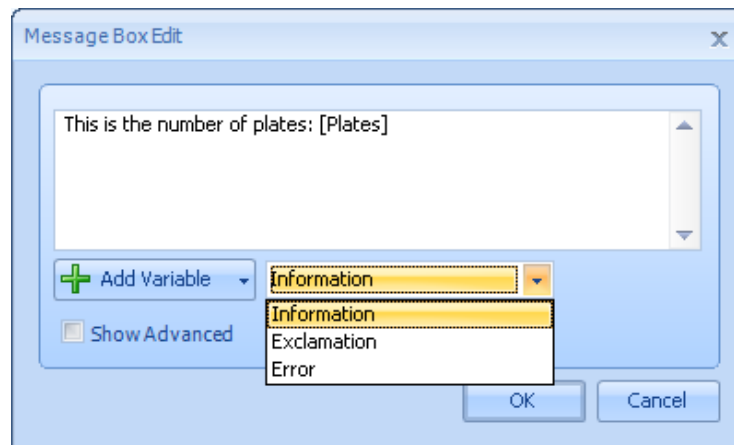 Message Box Edit
This is the number of plates: [Plates]
Add Variable
Information
Information
Exclamation
Error
Show Advanced
OK
Cancel